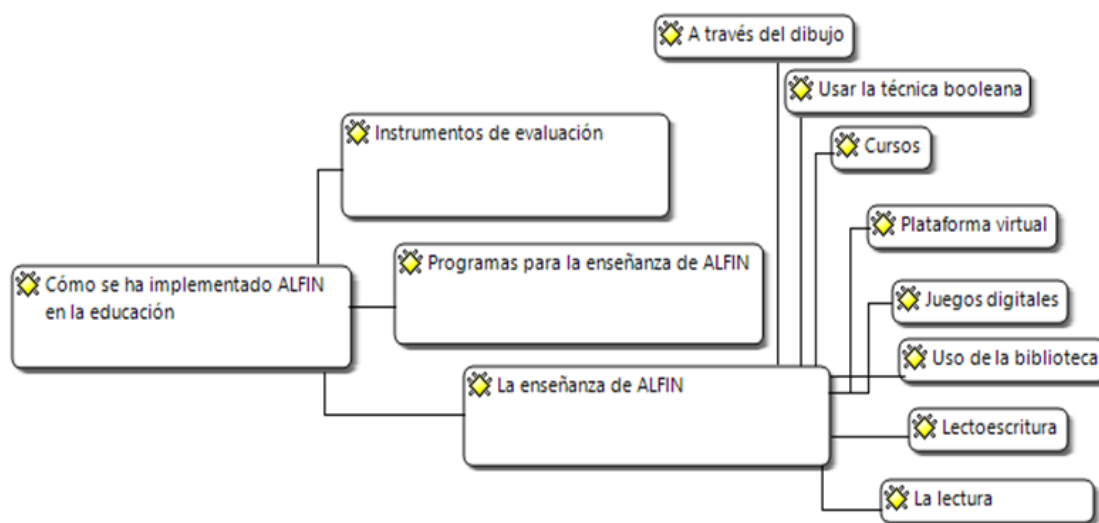 A través del dibujo
Usar la técnica booleana
Instrumentos de evaluación
Cursos
Plataforma virtual
Programas para la enseñanza de ALFIN
Cómo se ha implementado ALFIN
en la educación
Juegos digitales
Uso de la biblioteca
La enseñanza de ALFIN
Lectoescritura
La lectura